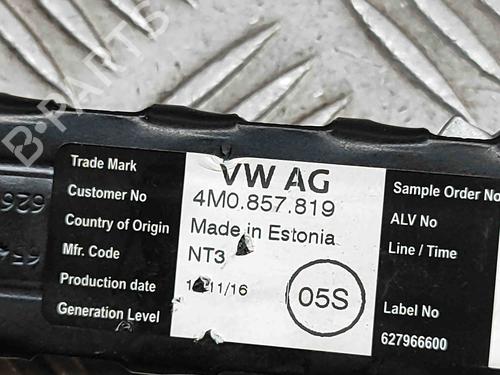 B-PARTS
Trade Mark VW AG
Customer No 4M0.857.819 Sample Order No
Country of Origin Made in Estonia ALV No
Mfr. Code NT3 Line / Time
Production date 11/16
Generation Level 05S Label No
627966600